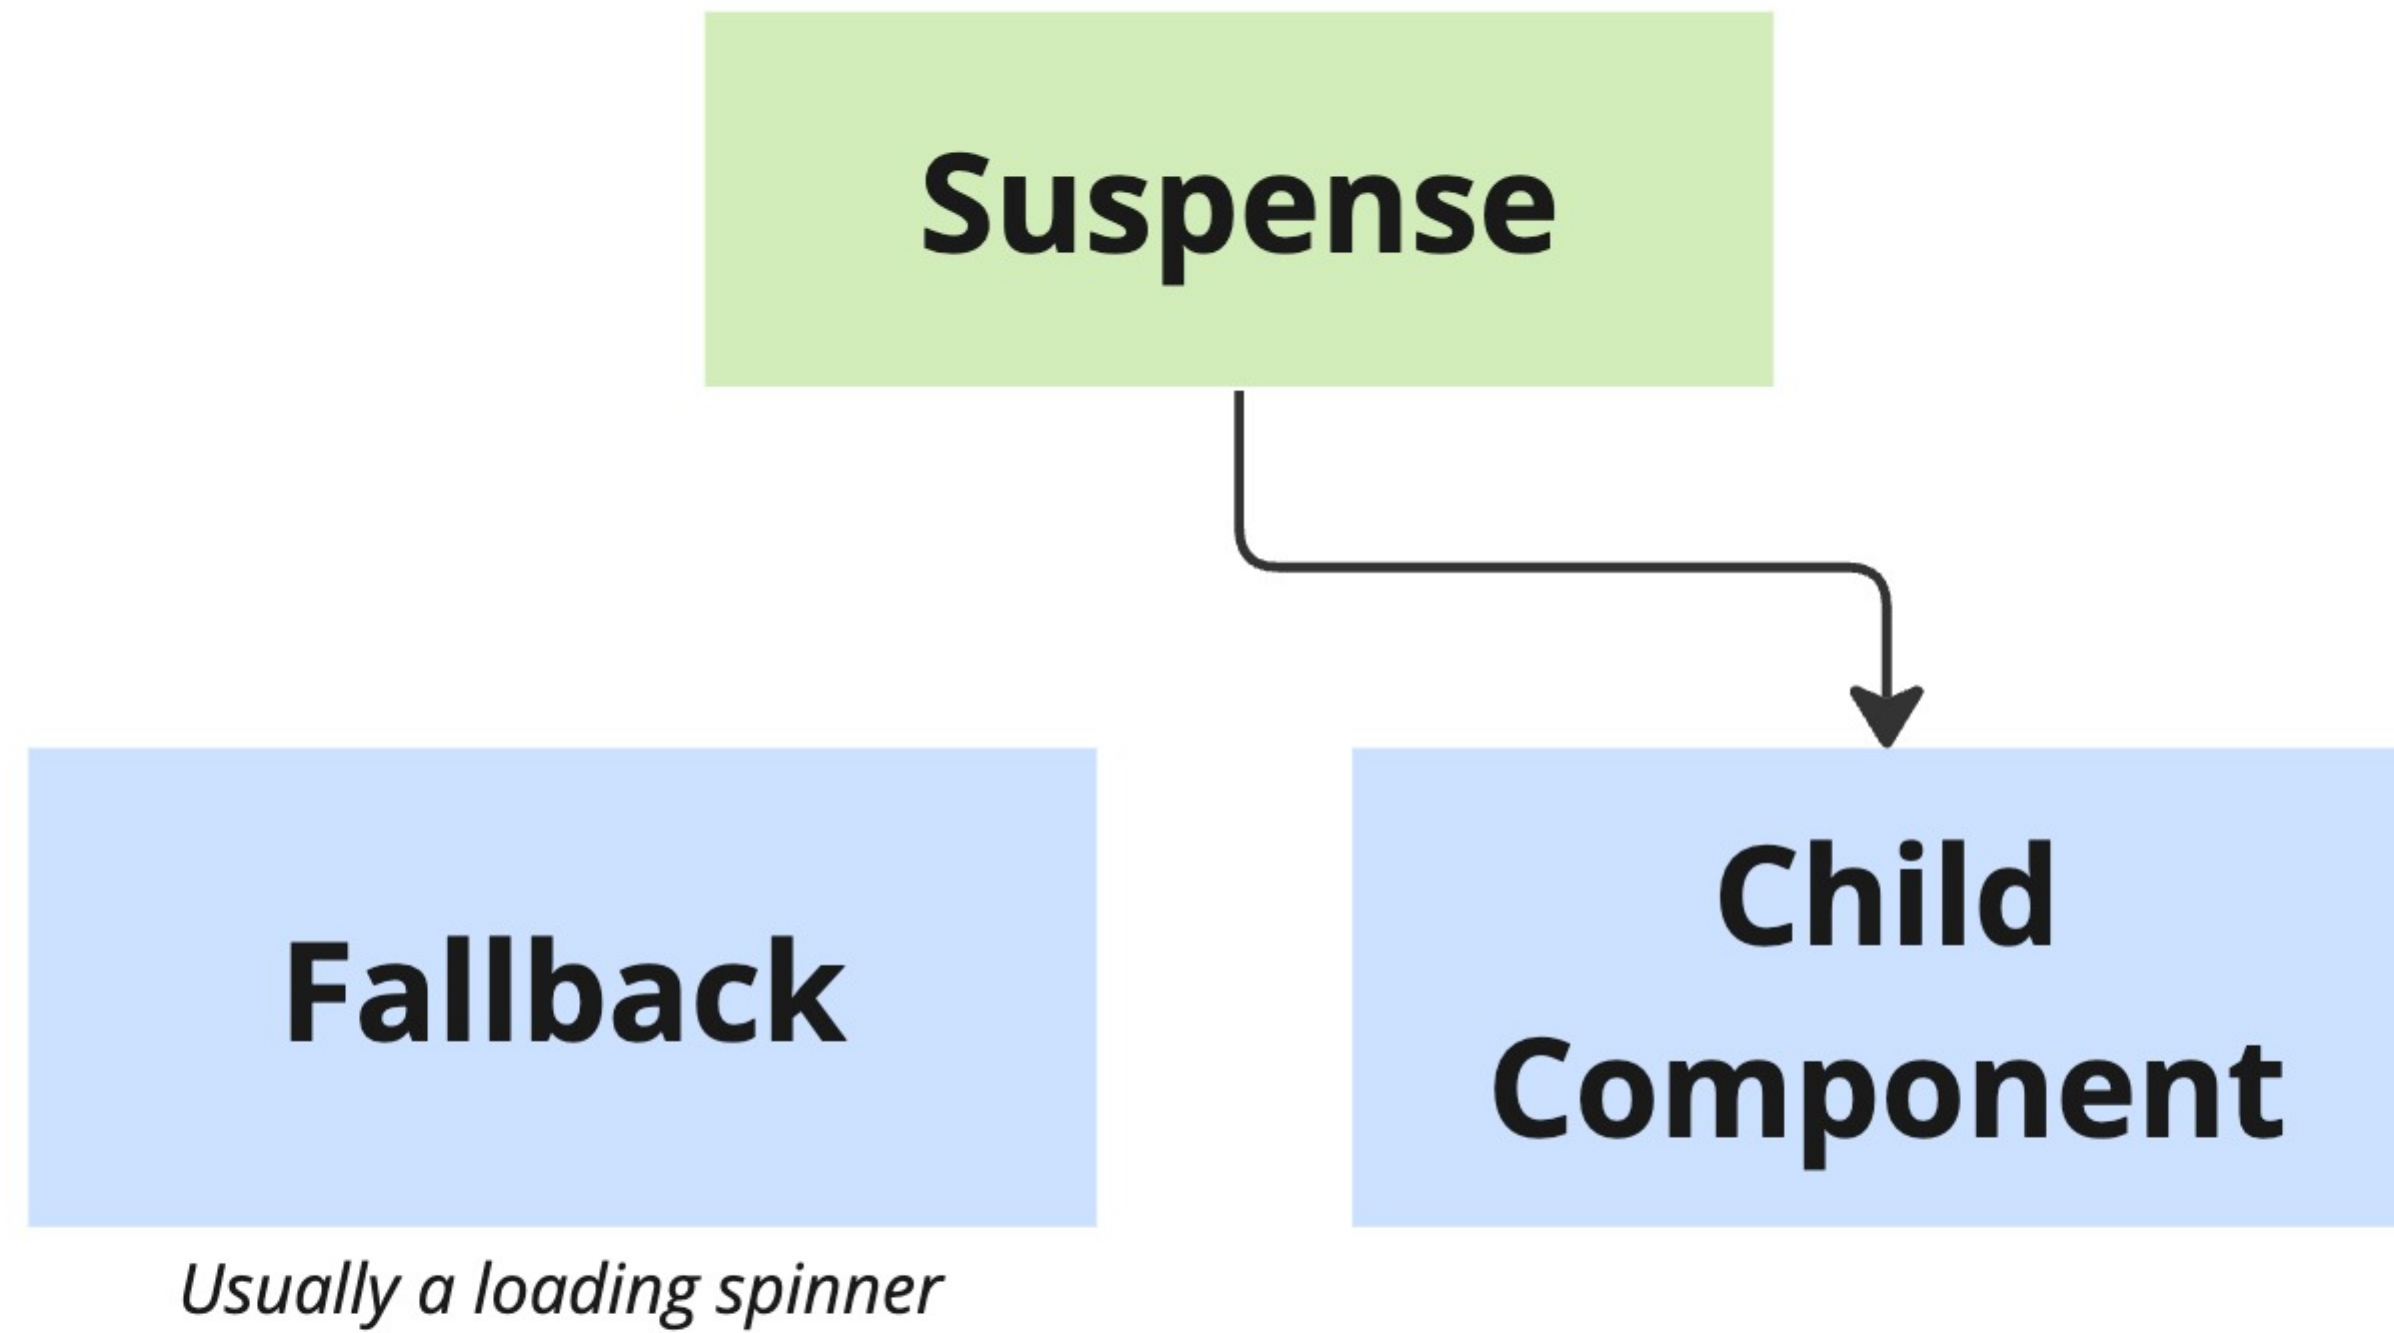 Suspense
Fallback
Usually a loading spinner
Child
Component